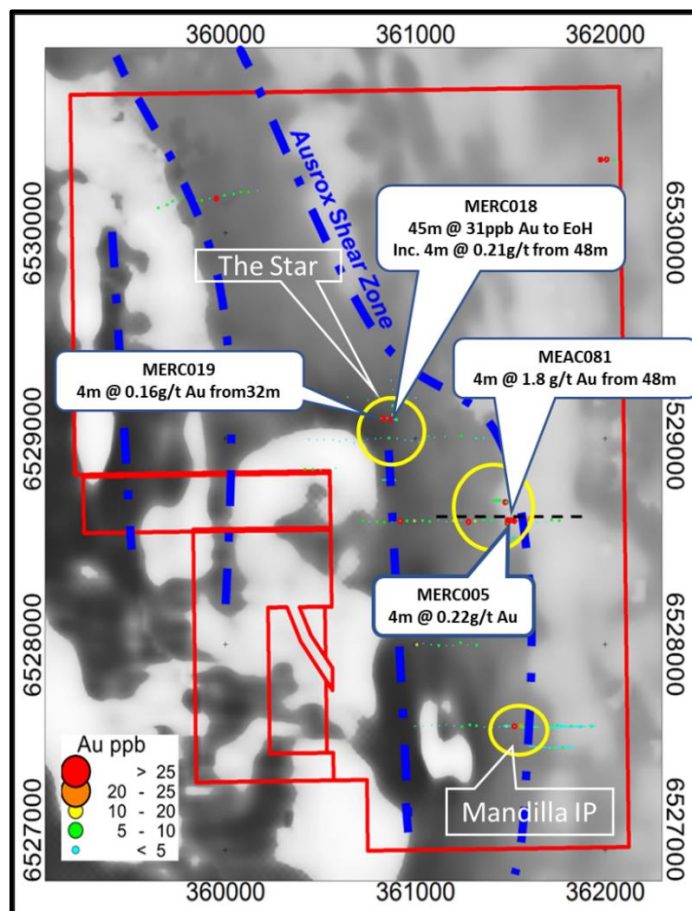 360000 361000 362000
Ausrox Shear Zone
MERC018
45m @ 31ppb Au to EoH
Inc. 4m @ 0.21g/t from 48m
6530000
6530000
The Star
MERC019
4m @ 0.16g/t Au from32m
MEAC081
4m @ 1.8 g/t Au from 48m
6529000
6529000
MERC005
4m @ 0.22g/t Au
6528000
6528000
Au ppb
> 25
20 - 25
10 - 20
5 - 10
< 5
Mandilla IP
6527000
6527000
360000 361000 362000